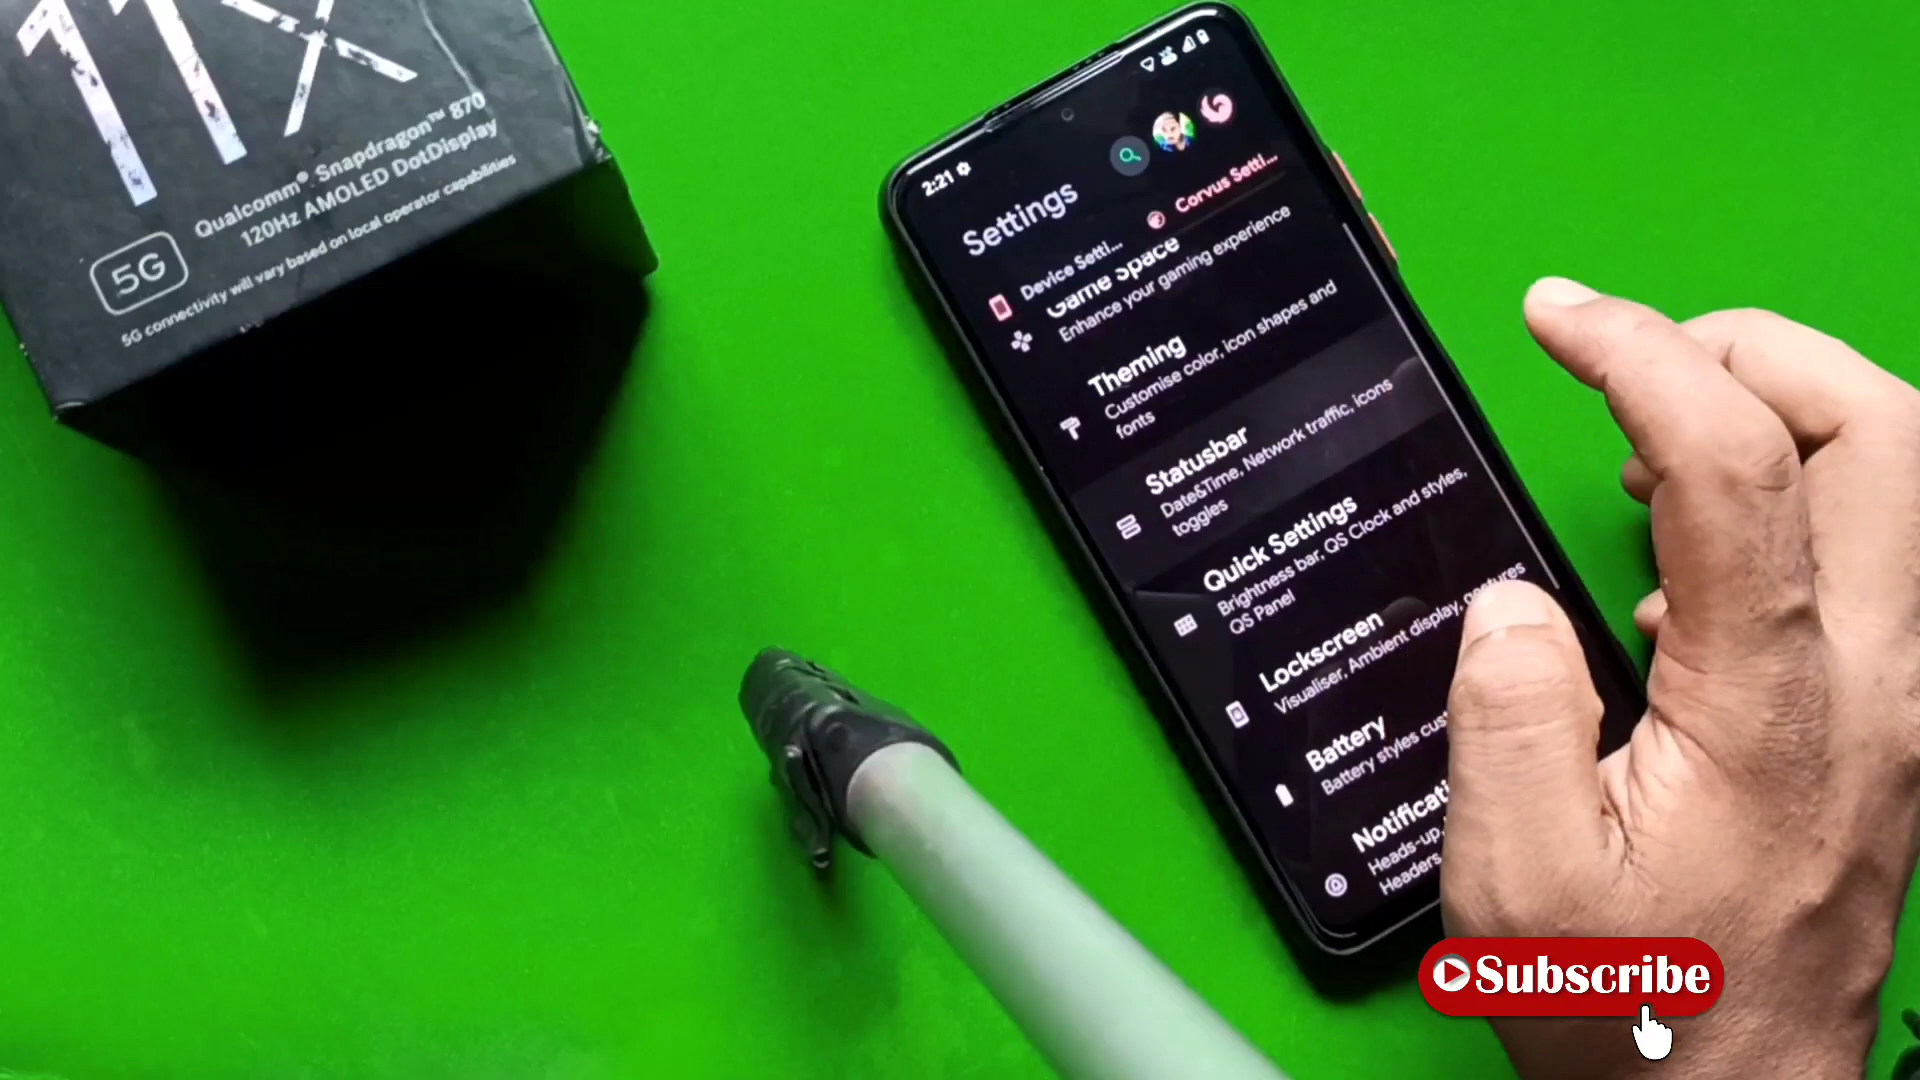 11X
Qualcomm® Snapdragon™ 870
120Hz AMOLED DotDisplay
5G
5G connectivity will vary based on local operator capabilities
2:21
Settings
Device Setti...
Corvus Setti...
Game Space
Enhance your gaming experience
Theming
Customise color, icon shapes and
fonts
Statusbar
Date&Time, Network traffic, icons
toggles
Quick Settings
Brightness bar, QS Clock and styles,
QS Panel
Lockscreen
Visualiser, Ambient display, gestures
Battery
Battery styles
Heads-up,
Headers
Subscribe